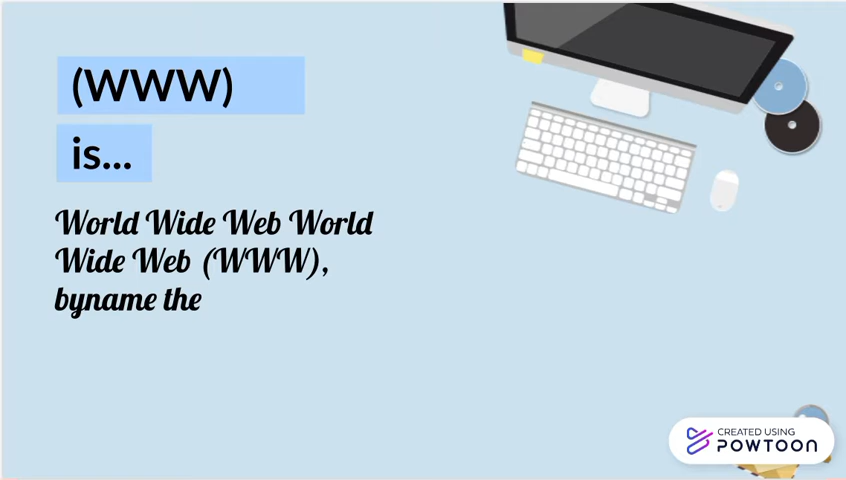 (WWW)
is...
World Wide Web World
Wide Web (WWW),
byname the
CREATED USING
POWTOON